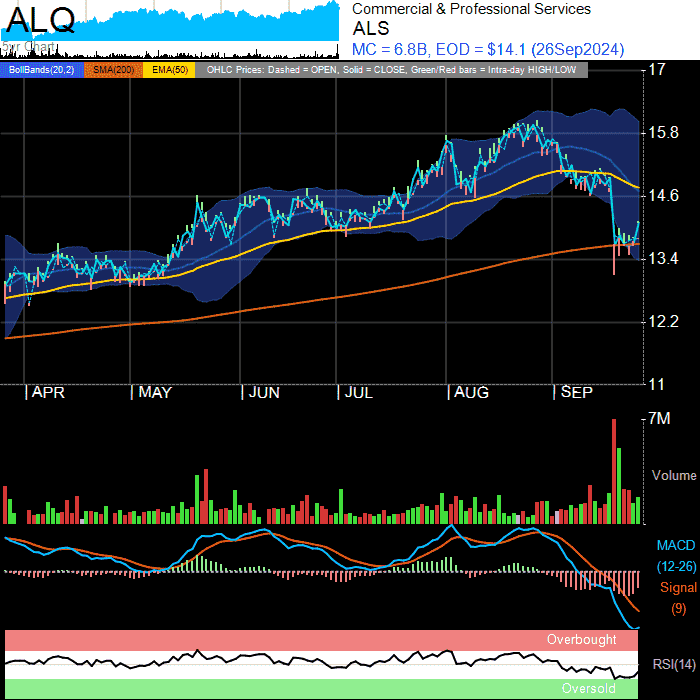 ALQ
5yr Chart
Commercial & Professional Services
ALS
MC = 6.8B, EOD = $14.1 (26Sep2024)
BollBands(20,2) SMA(200) EMA(50) OHLC Prices: Dashed = OPEN, Solid = CLOSE, Green/Red bars = Intra-day HIGH/LOW
17
15.8
14.6
13.4
12.2
11
APR MAY JUN JUL AUG SEP
7M
Volume
MACD
(12-26)
Signal
(9)
Overbought
RSI(14)
Oversold